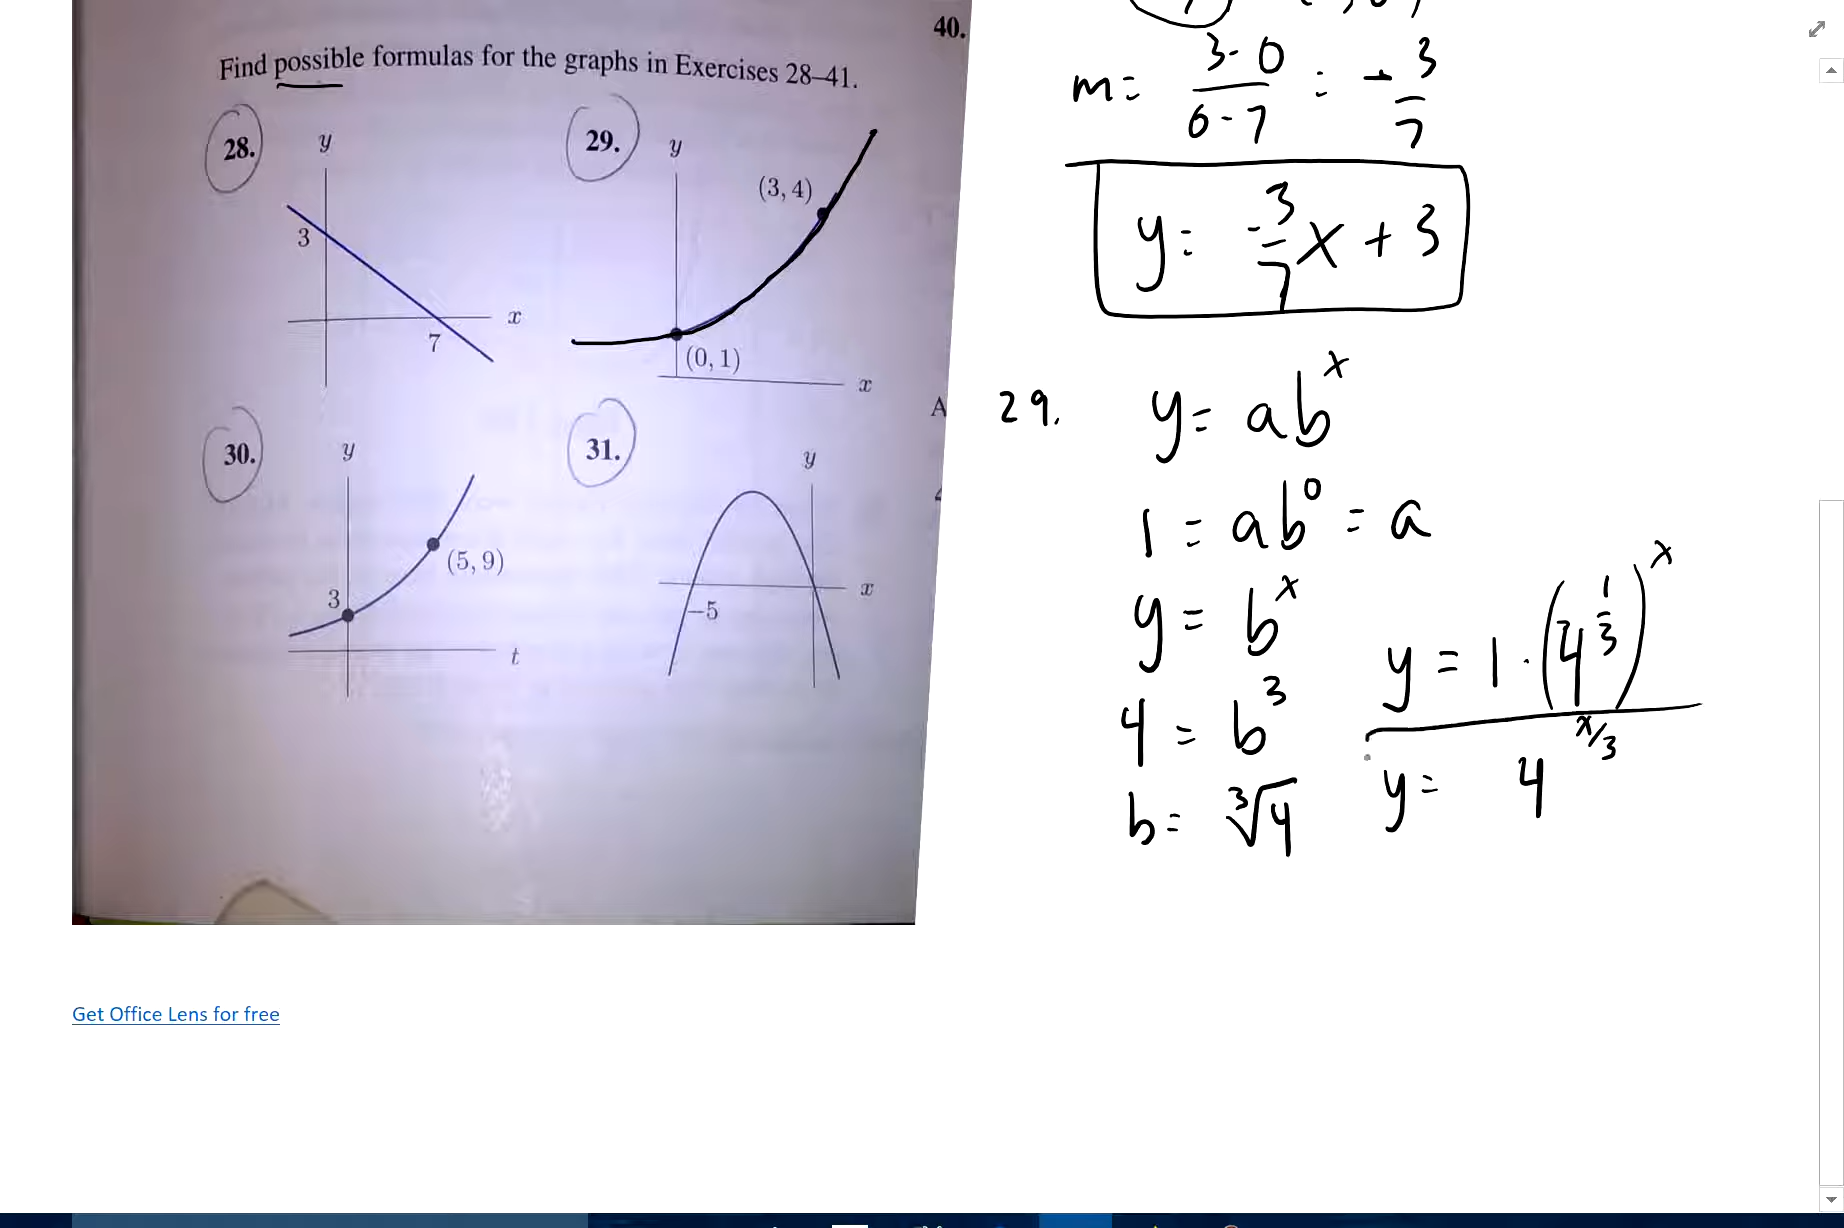 40.
Find possible formulas for the graphs in Exercises 28–41.
28.
y
3
7
x
29.
y
(3, 4)
(0, 1)
x
30.
y
3
(5, 9)
t
31.
y
-5
x
A
Get Office Lens for free
m = 3-0 / 0-7 = -3/7
y = -3/7 x + 3
29. y = ab^x
1 = ab^0 = a
y = b^x
4 = b^3
b = ∛4
y = 1 · (4^1/3)^x
y = 4^x/3